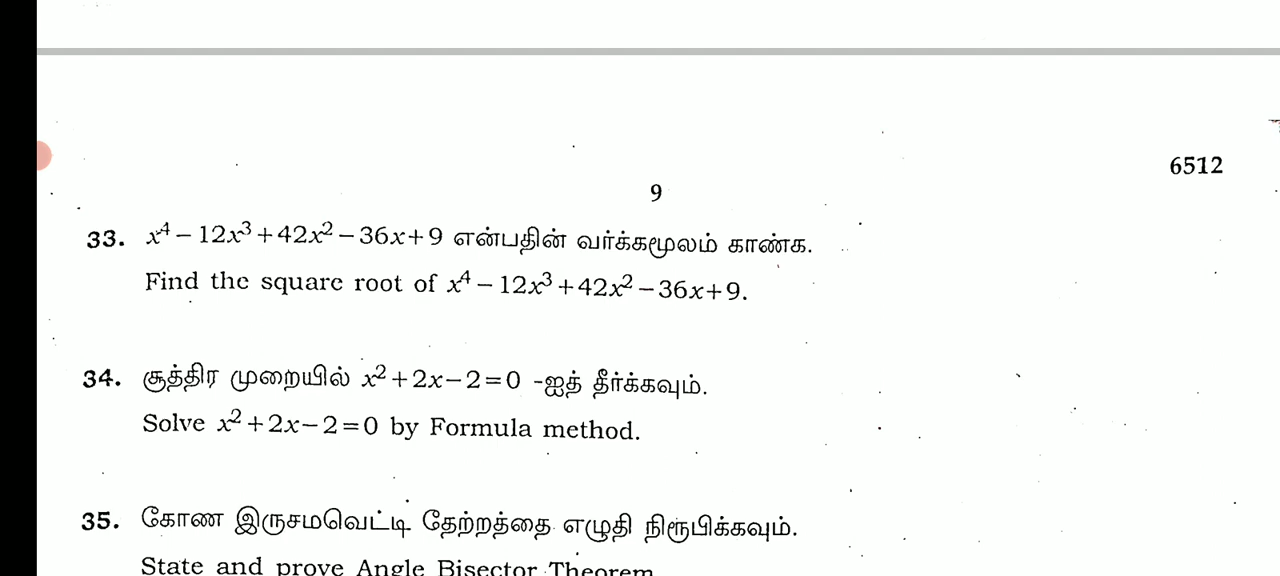 6512
9
33. x⁴ – 12x³ + 42x² – 36x + 9 என்பதின் வர்க்கமூலம் காண்க.
Find the square root of x⁴ – 12x³ + 42x² – 36x + 9.
34. சூத்திர முறையில் x² + 2x – 2 = 0 -ஐத் தீர்க்கவும்.
Solve x² + 2x – 2 = 0 by Formula method.
35. கோண இருசமவெட்டி தேற்றத்தை எழுதி நிரூபிக்கவும்.
State and prove Angle Bisector Theorem